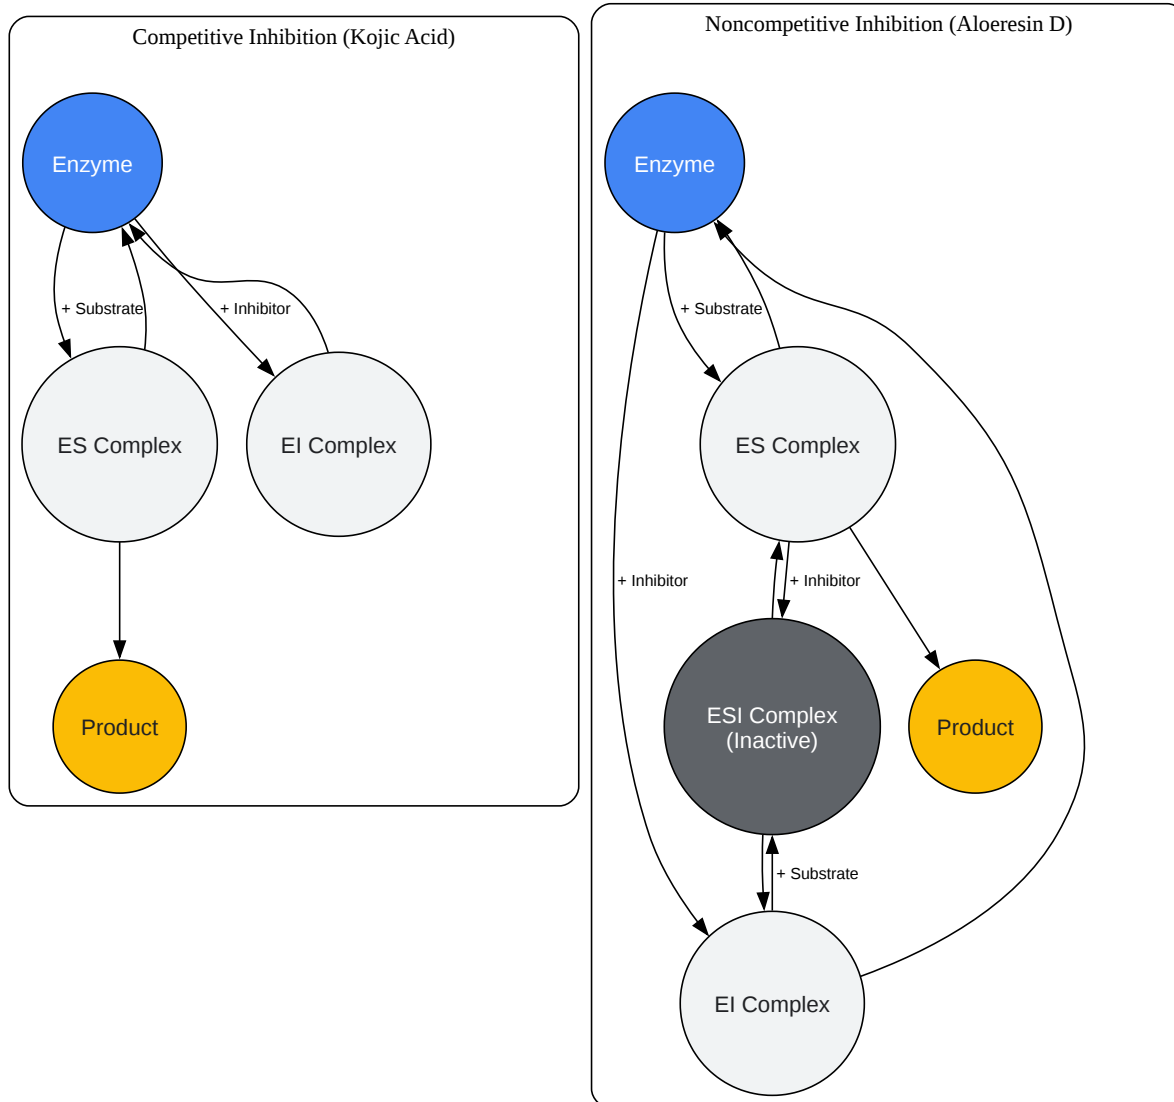 Competitive Inhibition (Kojic Acid)
Enzyme
+ Substrate
+ Inhibitor
ES Complex
EI Complex
Product
Noncompetitive Inhibition (Aloeresin D)
Enzyme
+ Substrate
ES Complex
+ Inhibitor
+ Inhibitor
ESI Complex
(Inactive)
Product
+ Substrate
EI Complex